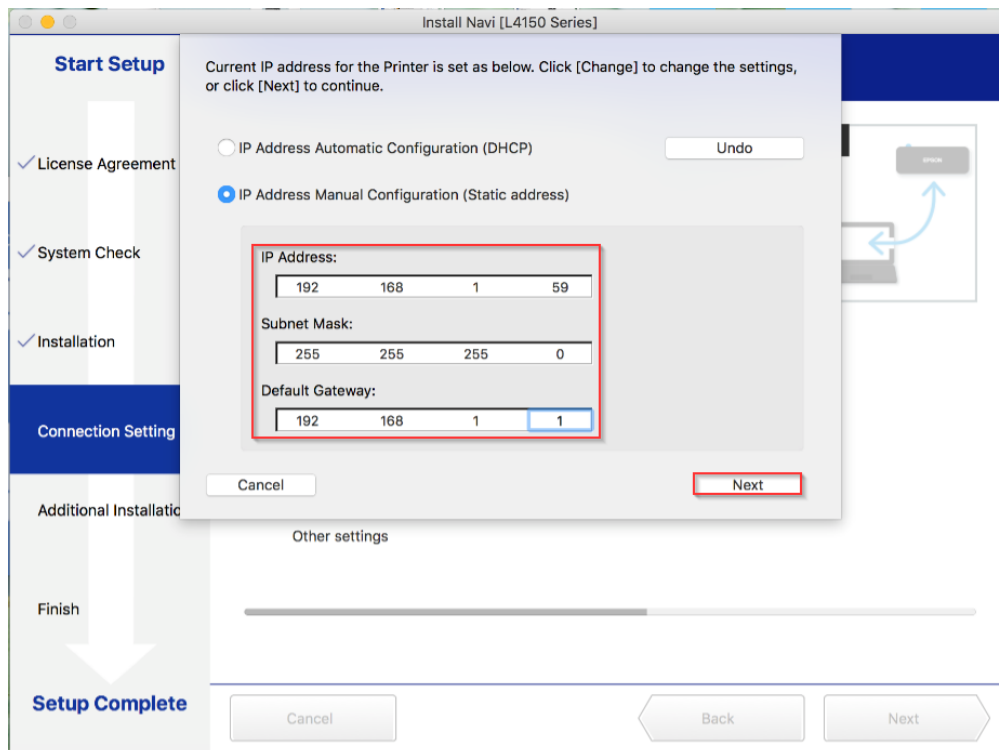 Install Navi [L4150 Series]
Start Setup
License Agreement
System Check
Installation
Connection Setting
Additional Installatio
Finish
Setup Complete
Current IP address for the Printer is set as below. Click [Change] to change the settings,
or click [Next] to continue.
IP Address Automatic Configuration (DHCP)
Undo
IP Address Manual Configuration (Static address)
IP Address:
192 168 1 59
Subnet Mask:
255 255 255 0
Default Gateway:
192 168 1 1
Cancel Next
EPSON
Other settings
Cancel Back Next